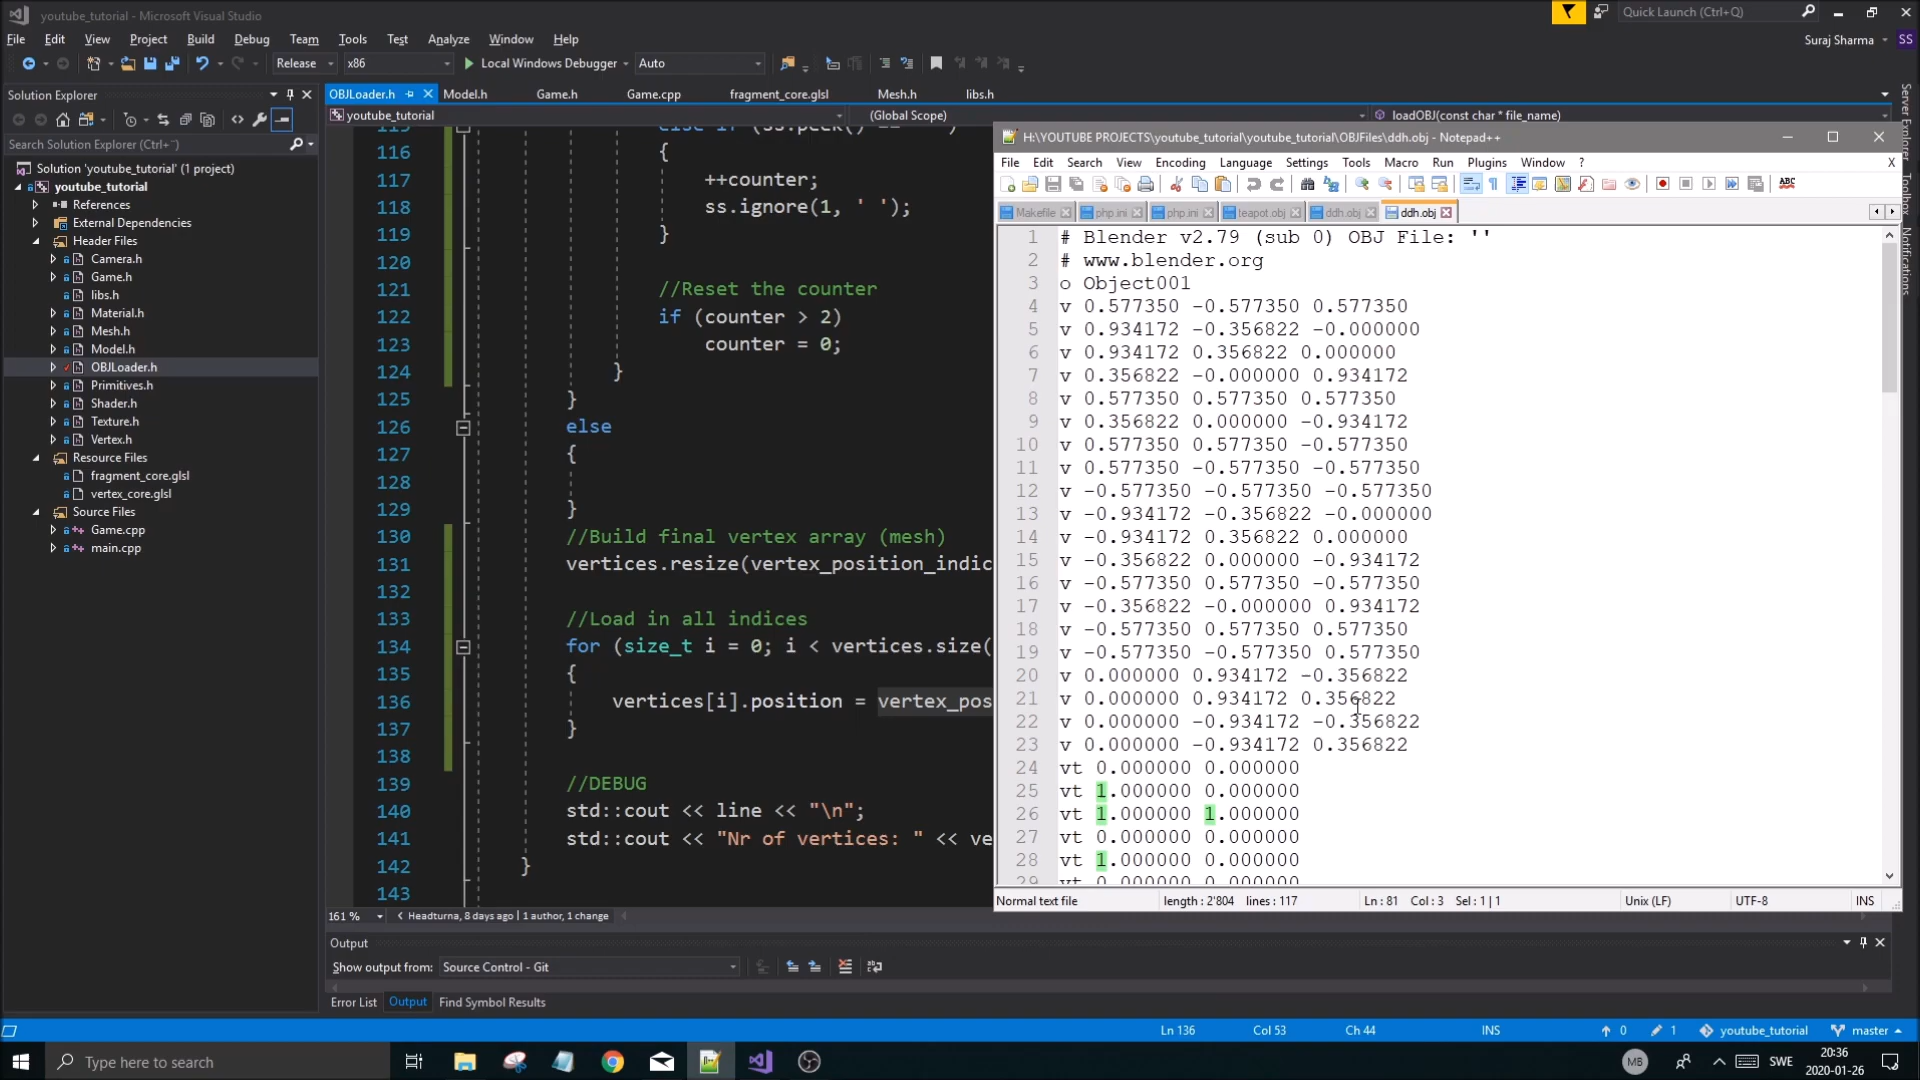 youtube_tutorial - Microsoft Visual Studio
Quick Launch (Ctrl+Q)
File Edit View Project Build Debug Team Tools Test Analyze Window Help
Suraj Sharma SS
Release x86 Local Windows Debugger Auto
Solution Explorer
Search Solution Explorer (Ctrl+¨)
Solution 'youtube_tutorial' (1 project)
youtube_tutorial
References
External Dependencies
Header Files
Camera.h
Game.h
libs.h
Material.h
Mesh.h
Model.h
OBJLoader.h
Primitives.h
Shader.h
Texture.h
Vertex.h
Resource Files
fragment_core.glsl
vertex_core.glsl
Source Files
Game.cpp
main.cpp
OBJLoader.h Model.h Game.h Game.cpp fragment_core.glsl Mesh.h libs.h
youtube_tutorial (Global Scope) loadOBJ(const char * file_name)
116 {
117 ++counter;
118 ss.ignore(1, ' ');
119 }
120
121 //Reset the counter
122 if (counter > 2)
123 counter = 0;
124 }
125 }
126 else
127 {
128
129 }
130 //Build final vertex array (mesh)
131 vertices.resize(vertex_position_indic
132
133 //Load in all indices
134 for (size_t i = 0; i < vertices.size(
135 {
136 vertices[i].position = vertex_pos
137 }
138
139 //DEBUG
140 std::cout << line << "\n";
141 std::cout << "Nr of vertices: " << ve
142 }
143
161 % Headturna, 8 days ago | 1 author, 1 change
H:\YOUTUBE PROJECTS\youtube_tutorial\youtube_tutorial\OBJFiles\ddh.obj - Notepad++
File Edit Search View Encoding Language Settings Tools Macro Run Plugins Window ? X
Makefile php.ini php.ini teapot.obj ddh.obj ddh.obj
1 # Blender v2.79 (sub 0) OBJ File: ''
2 # www.blender.org
3 o Object001
4 v 0.577350 -0.577350 0.577350
5 v 0.934172 -0.356822 -0.000000
6 v 0.934172 0.356822 0.000000
7 v 0.356822 -0.000000 0.934172
8 v 0.577350 0.577350 0.577350
9 v 0.356822 0.000000 -0.934172
10 v 0.577350 0.577350 -0.577350
11 v 0.577350 -0.577350 -0.577350
12 v -0.577350 -0.577350 -0.577350
13 v -0.934172 -0.356822 -0.000000
14 v -0.934172 0.356822 0.000000
15 v -0.356822 0.000000 -0.934172
16 v -0.577350 0.577350 -0.577350
17 v -0.356822 -0.000000 0.934172
18 v -0.577350 0.577350 0.577350
19 v -0.577350 -0.577350 0.577350
20 v 0.000000 0.934172 -0.356822
21 v 0.000000 0.934172 0.356822
22 v 0.000000 -0.934172 -0.356822
23 v 0.000000 -0.934172 0.356822
24 vt 0.000000 0.000000
25 vt 1.000000 0.000000
26 vt 1.000000 1.000000
27 vt 0.000000 0.000000
28 vt 1.000000 0.000000
29 vt 0.000000 0.000000
Normal text file length : 2'804 lines : 117 Ln : 81 Col : 3 Sel : 1 | 1 Unix (LF) UTF-8 INS
Server Explorer
Toolbox
Notifications
Output
Show output from: Source Control - Git
Error List Output Find Symbol Results
Ln 136 Col 53 Ch 44 INS 0 1 youtube_tutorial master
Type here to search
MB SWE 20:36
2020-01-26